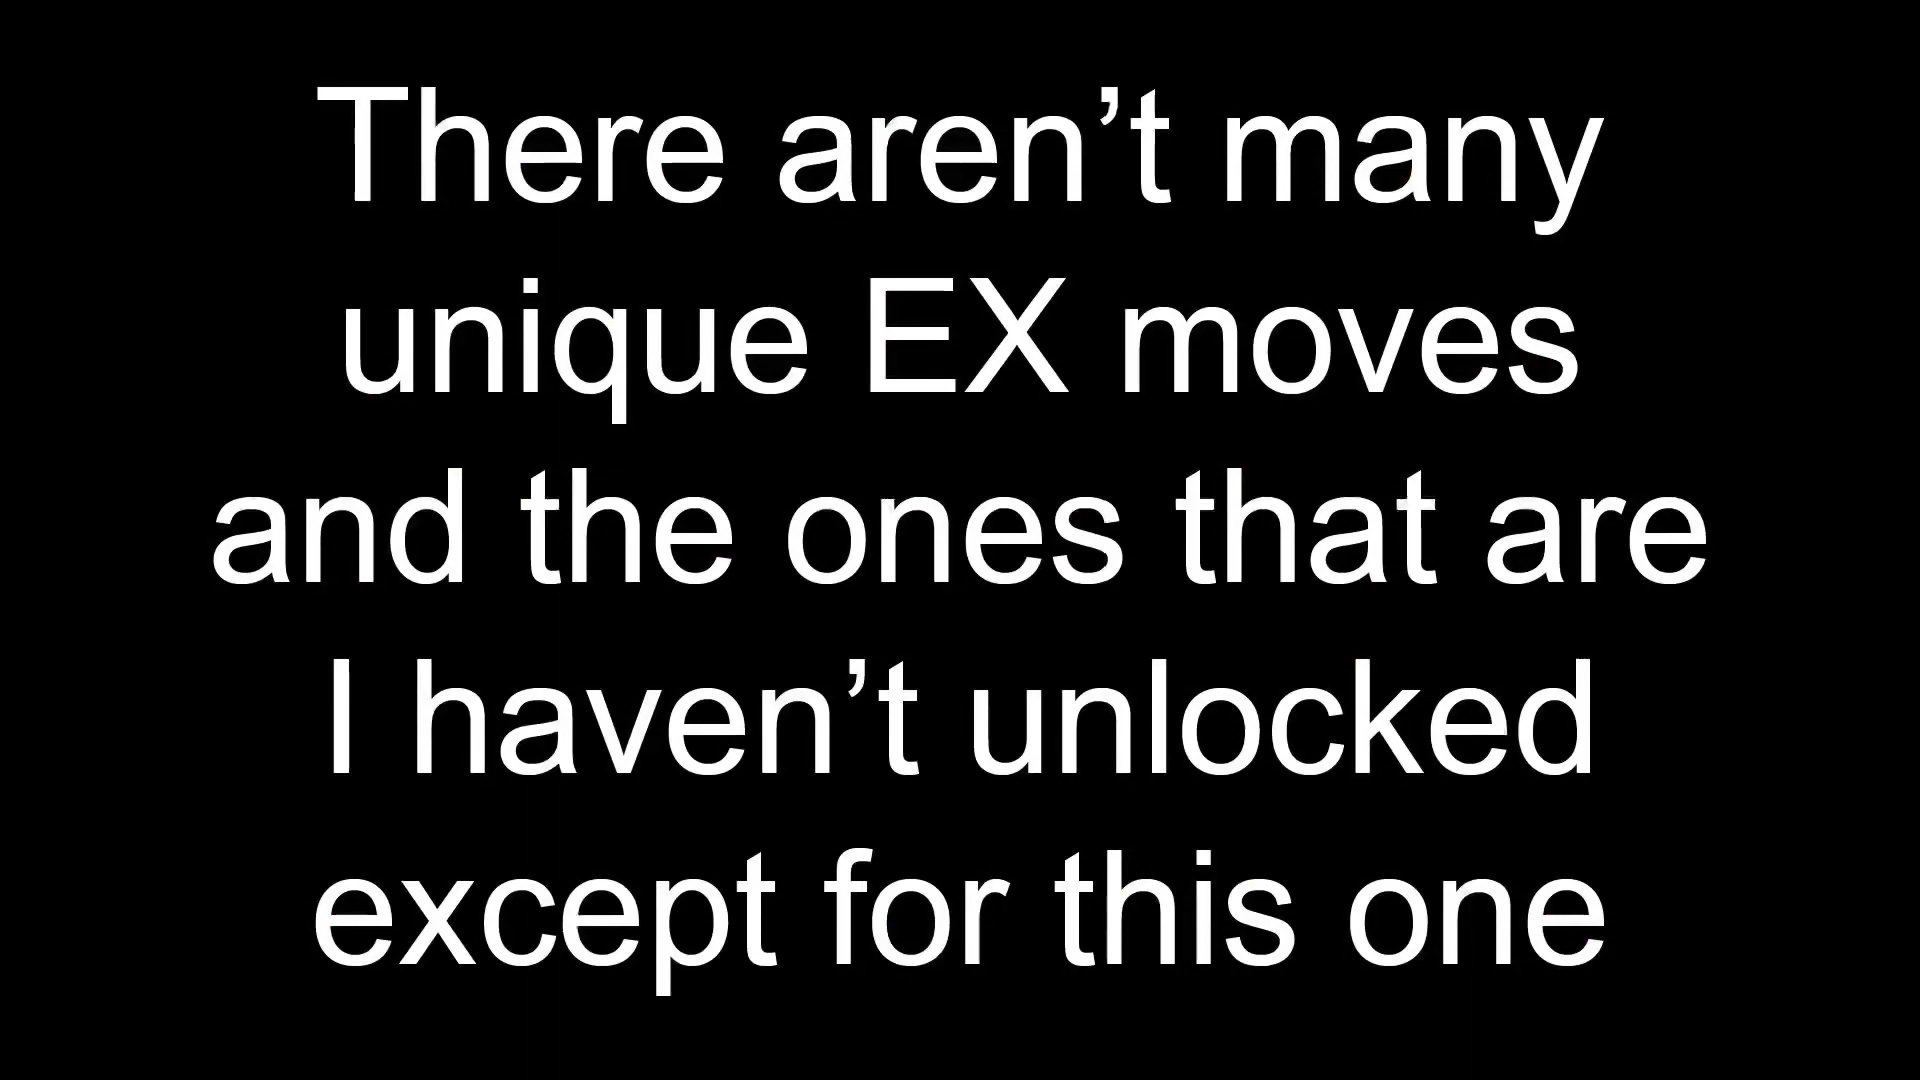 There aren’t many
unique EX moves
and the ones that are
I haven’t unlocked
except for this one